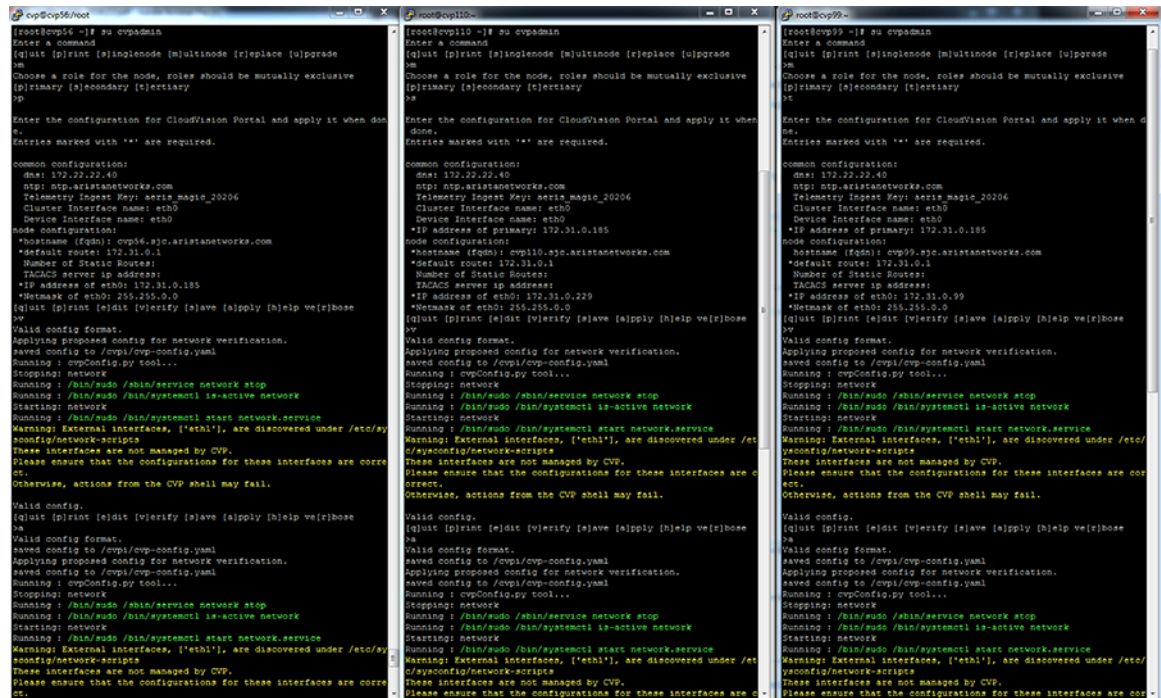 cvp@cvp56:/root
[root@cvp56 ~]# su cvpadmin
Enter a command
[q]uit [p]rint [s]inglenode [m]ultinode [r]eplace [u]pgrade
>m
Choose a role for the node, roles should be mutually exclusive
[p]rimary [s]econdary [t]ertiary
>p
Enter the configuration for CloudVision Portal and apply it when don
e.
Entries marked with '*' are required.
common configuration:
dns: 172.22.22.40
ntp: ntp.aristanetworks.com
Telemetry Ingest Key: aeris_magic_20206
Cluster Interface name: eth0
Device Interface name: eth0
node configuration:
*hostname (fqdn): cvp56.sjc.aristanetworks.com
*default route: 172.31.0.1
Number of Static Routes:
TACACS server ip address:
*IP address of eth0: 172.31.0.185
*Netmask of eth0: 255.255.0.0
[q]uit [p]rint [e]dit [v]erify [s]ave [a]pply [h]elp ve[r]bose
>v
Valid config format.
Applying proposed config for network verification.
saved config to /cvpi/cvp-config.yaml
Running : cvpConfig.py tool...
Stopping: network
Running : /bin/sudo /sbin/service network stop
Running : /bin/sudo /bin/systemctl is-active network
Starting: network
Running : /bin/sudo /bin/systemctl start network.service
Warning: External interfaces, ['eth1'], are discovered under /etc/sy
sconfig/network-scripts
These interfaces are not managed by CVP.
Please ensure that the configurations for these interfaces are corre
ct.
Otherwise, actions from the CVP shell may fail.
Valid config.
[q]uit [p]rint [e]dit [v]erify [s]ave [a]pply [h]elp ve[r]bose
>a
Valid config format.
saved config to /cvpi/cvp-config.yaml
Applying proposed config for network verification.
saved config to /cvpi/cvp-config.yaml
Running : cvpConfig.py tool...
Stopping: network
Running : /bin/sudo /sbin/service network stop
Running : /bin/sudo /bin/systemctl is-active network
Starting: network
Running : /bin/sudo /bin/systemctl start network.service
Warning: External interfaces, ['eth1'], are discovered under /etc/sy
sconfig/network-scripts
These interfaces are not managed by CVP.
Please ensure that the configurations for these interfaces are corre
ct.
root@cvp110:~
[root@cvp110 ~]# su cvpadmin
Enter a command
[q]uit [p]rint [s]inglenode [m]ultinode [r]eplace [u]pgrade
>m
Choose a role for the node, roles should be mutually exclusive
[p]rimary [s]econdary [t]ertiary
>s
Enter the configuration for CloudVision Portal and apply it when
done.
Entries marked with '*' are required.
common configuration:
dns: 172.22.22.40
ntp: ntp.aristanetworks.com
Telemetry Ingest Key: aeris_magic_20206
Cluster Interface name: eth0
Device Interface name: eth0
*IP address of primary: 172.31.0.185
node configuration:
*hostname (fqdn): cvp110.sjc.aristanetworks.com
*default route: 172.31.0.1
Number of Static Routes:
TACACS server ip address:
*IP address of eth0: 172.31.0.229
*Netmask of eth0: 255.255.0.0
[q]uit [p]rint [e]dit [v]erify [s]ave [a]pply [h]elp ve[r]bose
>v
Valid config format.
Applying proposed config for network verification.
saved config to /cvpi/cvp-config.yaml
Running : cvpConfig.py tool...
Stopping: network
Running : /bin/sudo /sbin/service network stop
Running : /bin/sudo /bin/systemctl is-active network
Starting: network
Running : /bin/sudo /bin/systemctl start network.service
Warning: External interfaces, ['eth1'], are discovered under /et
c/sysconfig/network-scripts
These interfaces are not managed by CVP.
Please ensure that the configurations for these interfaces are c
orrect.
Otherwise, actions from the CVP shell may fail.
Valid config.
[q]uit [p]rint [e]dit [v]erify [s]ave [a]pply [h]elp ve[r]bose
>a
Valid config format.
saved config to /cvpi/cvp-config.yaml
Applying proposed config for network verification.
saved config to /cvpi/cvp-config.yaml
Running : cvpConfig.py tool...
Stopping: network
Running : /bin/sudo /sbin/service network stop
Running : /bin/sudo /bin/systemctl is-active network
Starting: network
Running : /bin/sudo /bin/systemctl start network.service
Warning: External interfaces, ['eth1'], are discovered under /et
c/sysconfig/network-scripts
These interfaces are not managed by CVP.
Please ensure that the configurations for these interfaces are c
root@cvp99:~
[root@cvp99 ~]# su cvpadmin
Enter a command
[q]uit [p]rint [s]inglenode [m]ultinode [r]eplace [u]pgrade
>m
Choose a role for the node, roles should be mutually exclusive
[p]rimary [s]econdary [t]ertiary
>t
Enter the configuration for CloudVision Portal and apply it when d
one.
Entries marked with '*' are required.
common configuration:
dns: 172.22.22.40
ntp: ntp.aristanetworks.com
Telemetry Ingest Key: aeris_magic_20206
Cluster Interface name: eth0
Device Interface name: eth0
*IP address of primary: 172.31.0.185
node configuration:
*hostname (fqdn): cvp99.sjc.aristanetworks.com
*default route: 172.31.0.1
Number of Static Routes:
TACACS server ip address:
*IP address of eth0: 172.31.0.99
*Netmask of eth0: 255.255.0.0
[q]uit [p]rint [e]dit [v]erify [s]ave [a]pply [h]elp ve[r]bose
>v
Valid config format.
Applying proposed config for network verification.
saved config to /cvpi/cvp-config.yaml
Running : cvpConfig.py tool...
Stopping: network
Running : /bin/sudo /sbin/service network stop
Running : /bin/sudo /bin/systemctl is-active network
Starting: network
Running : /bin/sudo /bin/systemctl start network.service
Warning: External interfaces, ['eth1'], are discovered under /etc/
ysconfig/network-scripts
These interfaces are not managed by CVP.
Please ensure that the configurations for these interfaces are cor
ect.
Otherwise, actions from the CVP shell may fail.
Valid config.
[q]uit [p]rint [e]dit [v]erify [s]ave [a]pply [h]elp ve[r]bose
>a
Valid config format.
saved config to /cvpi/cvp-config.yaml
Applying proposed config for network verification.
saved config to /cvpi/cvp-config.yaml
Running : cvpConfig.py tool...
Stopping: network
Running : /bin/sudo /sbin/service network stop
Running : /bin/sudo /bin/systemctl is-active network
Starting: network
Running : /bin/sudo /bin/systemctl start network.service
Warning: External interfaces, ['eth1'], are discovered under /etc/
ysconfig/network-scripts
These interfaces are not managed by CVP.
Please ensure that the configurations for these interfaces are cor